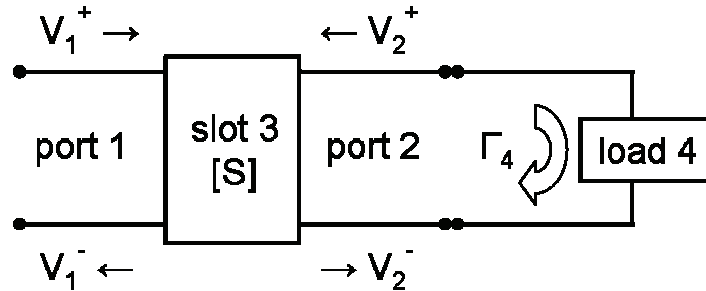 V₁⁺ → ← V₂⁺
port 1 slot 3 [S] port 2 Γ₄ load 4
V₁⁻ ← → V₂⁻